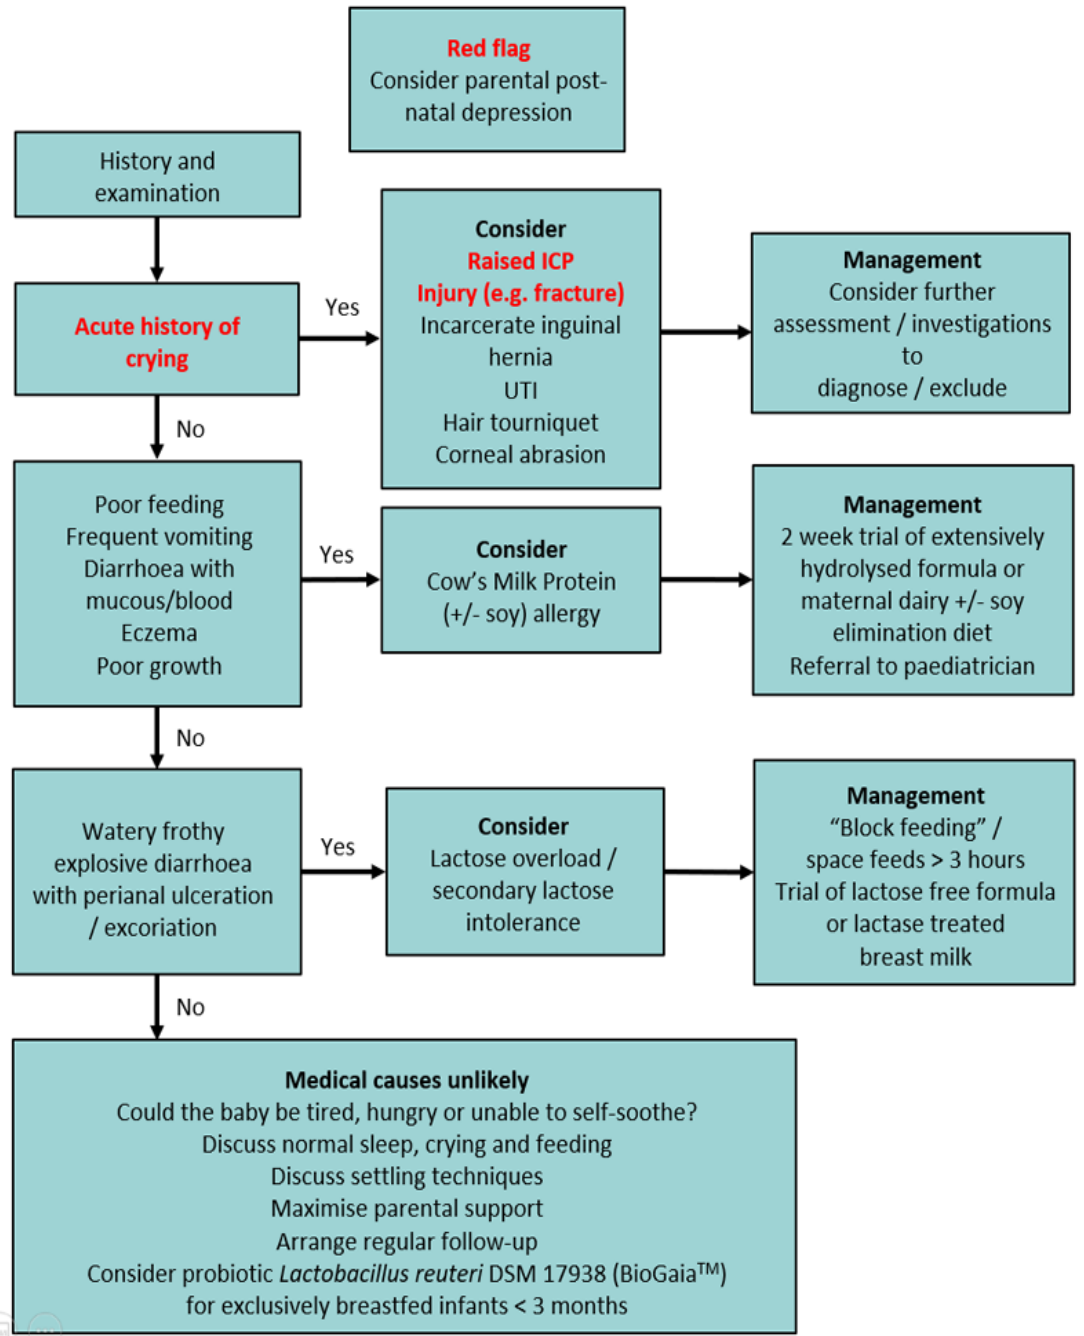 Red flag
Consider parental post-
natal depression
History and
examination
Acute history of
crying
Yes
Consider
Raised ICP
Injury (e.g. fracture)
Incarcerate inguinal
hernia
UTI
Hair tourniquet
Corneal abrasion
Management
Consider further
assessment / investigations
to
diagnose / exclude
No
Poor feeding
Frequent vomiting
Diarrhoea with
mucous/blood
Eczema
Poor growth
Yes
Consider
Cow's Milk Protein
(+/- soy) allergy
Management
2 week trial of extensively
hydrolysed formula or
maternal dairy +/- soy
elimination diet
Referral to paediatrician
No
Watery frothy
explosive diarrhoea
with perianal ulceration
/ excoriation
Yes
Consider
Lactose overload /
secondary lactose
intolerance
Management
“Block feeding” /
space feeds > 3 hours
Trial of lactose free formula
or lactase treated
breast milk
No
Medical causes unlikely
Could the baby be tired, hungry or unable to self-soothe?
Discuss normal sleep, crying and feeding
Discuss settling techniques
Maximise parental support
Arrange regular follow-up
Consider probiotic Lactobacillus reuteri DSM 17938 (BioGaia™)
for exclusively breastfed infants < 3 months